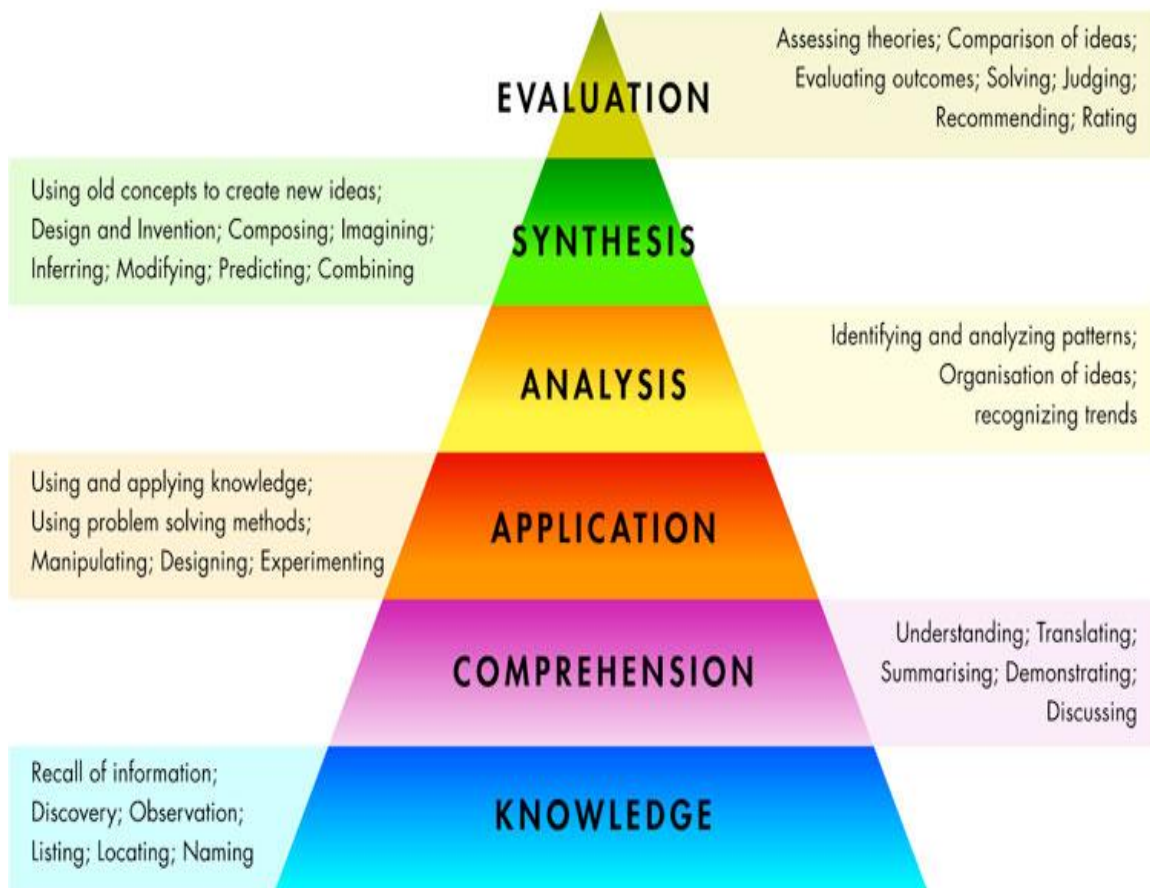 EVALUATION
Assessing theories; Comparison of ideas;
Evaluating outcomes; Solving; Judging;
Recommending; Rating
Using old concepts to create new ideas;
Design and Invention; Composing; Imagining;
Inferring; Modifying; Predicting; Combining
SYNTHESIS
ANALYSIS
Identifying and analyzing patterns;
Organisation of ideas;
recognizing trends
Using and applying knowledge;
Using problem solving methods;
Manipulating; Designing; Experimenting
APPLICATION
COMPREHENSION
Understanding; Translating;
Summarising; Demonstrating;
Discussing
Recall of information;
Discovery; Observation;
Listing; Locating; Naming
KNOWLEDGE